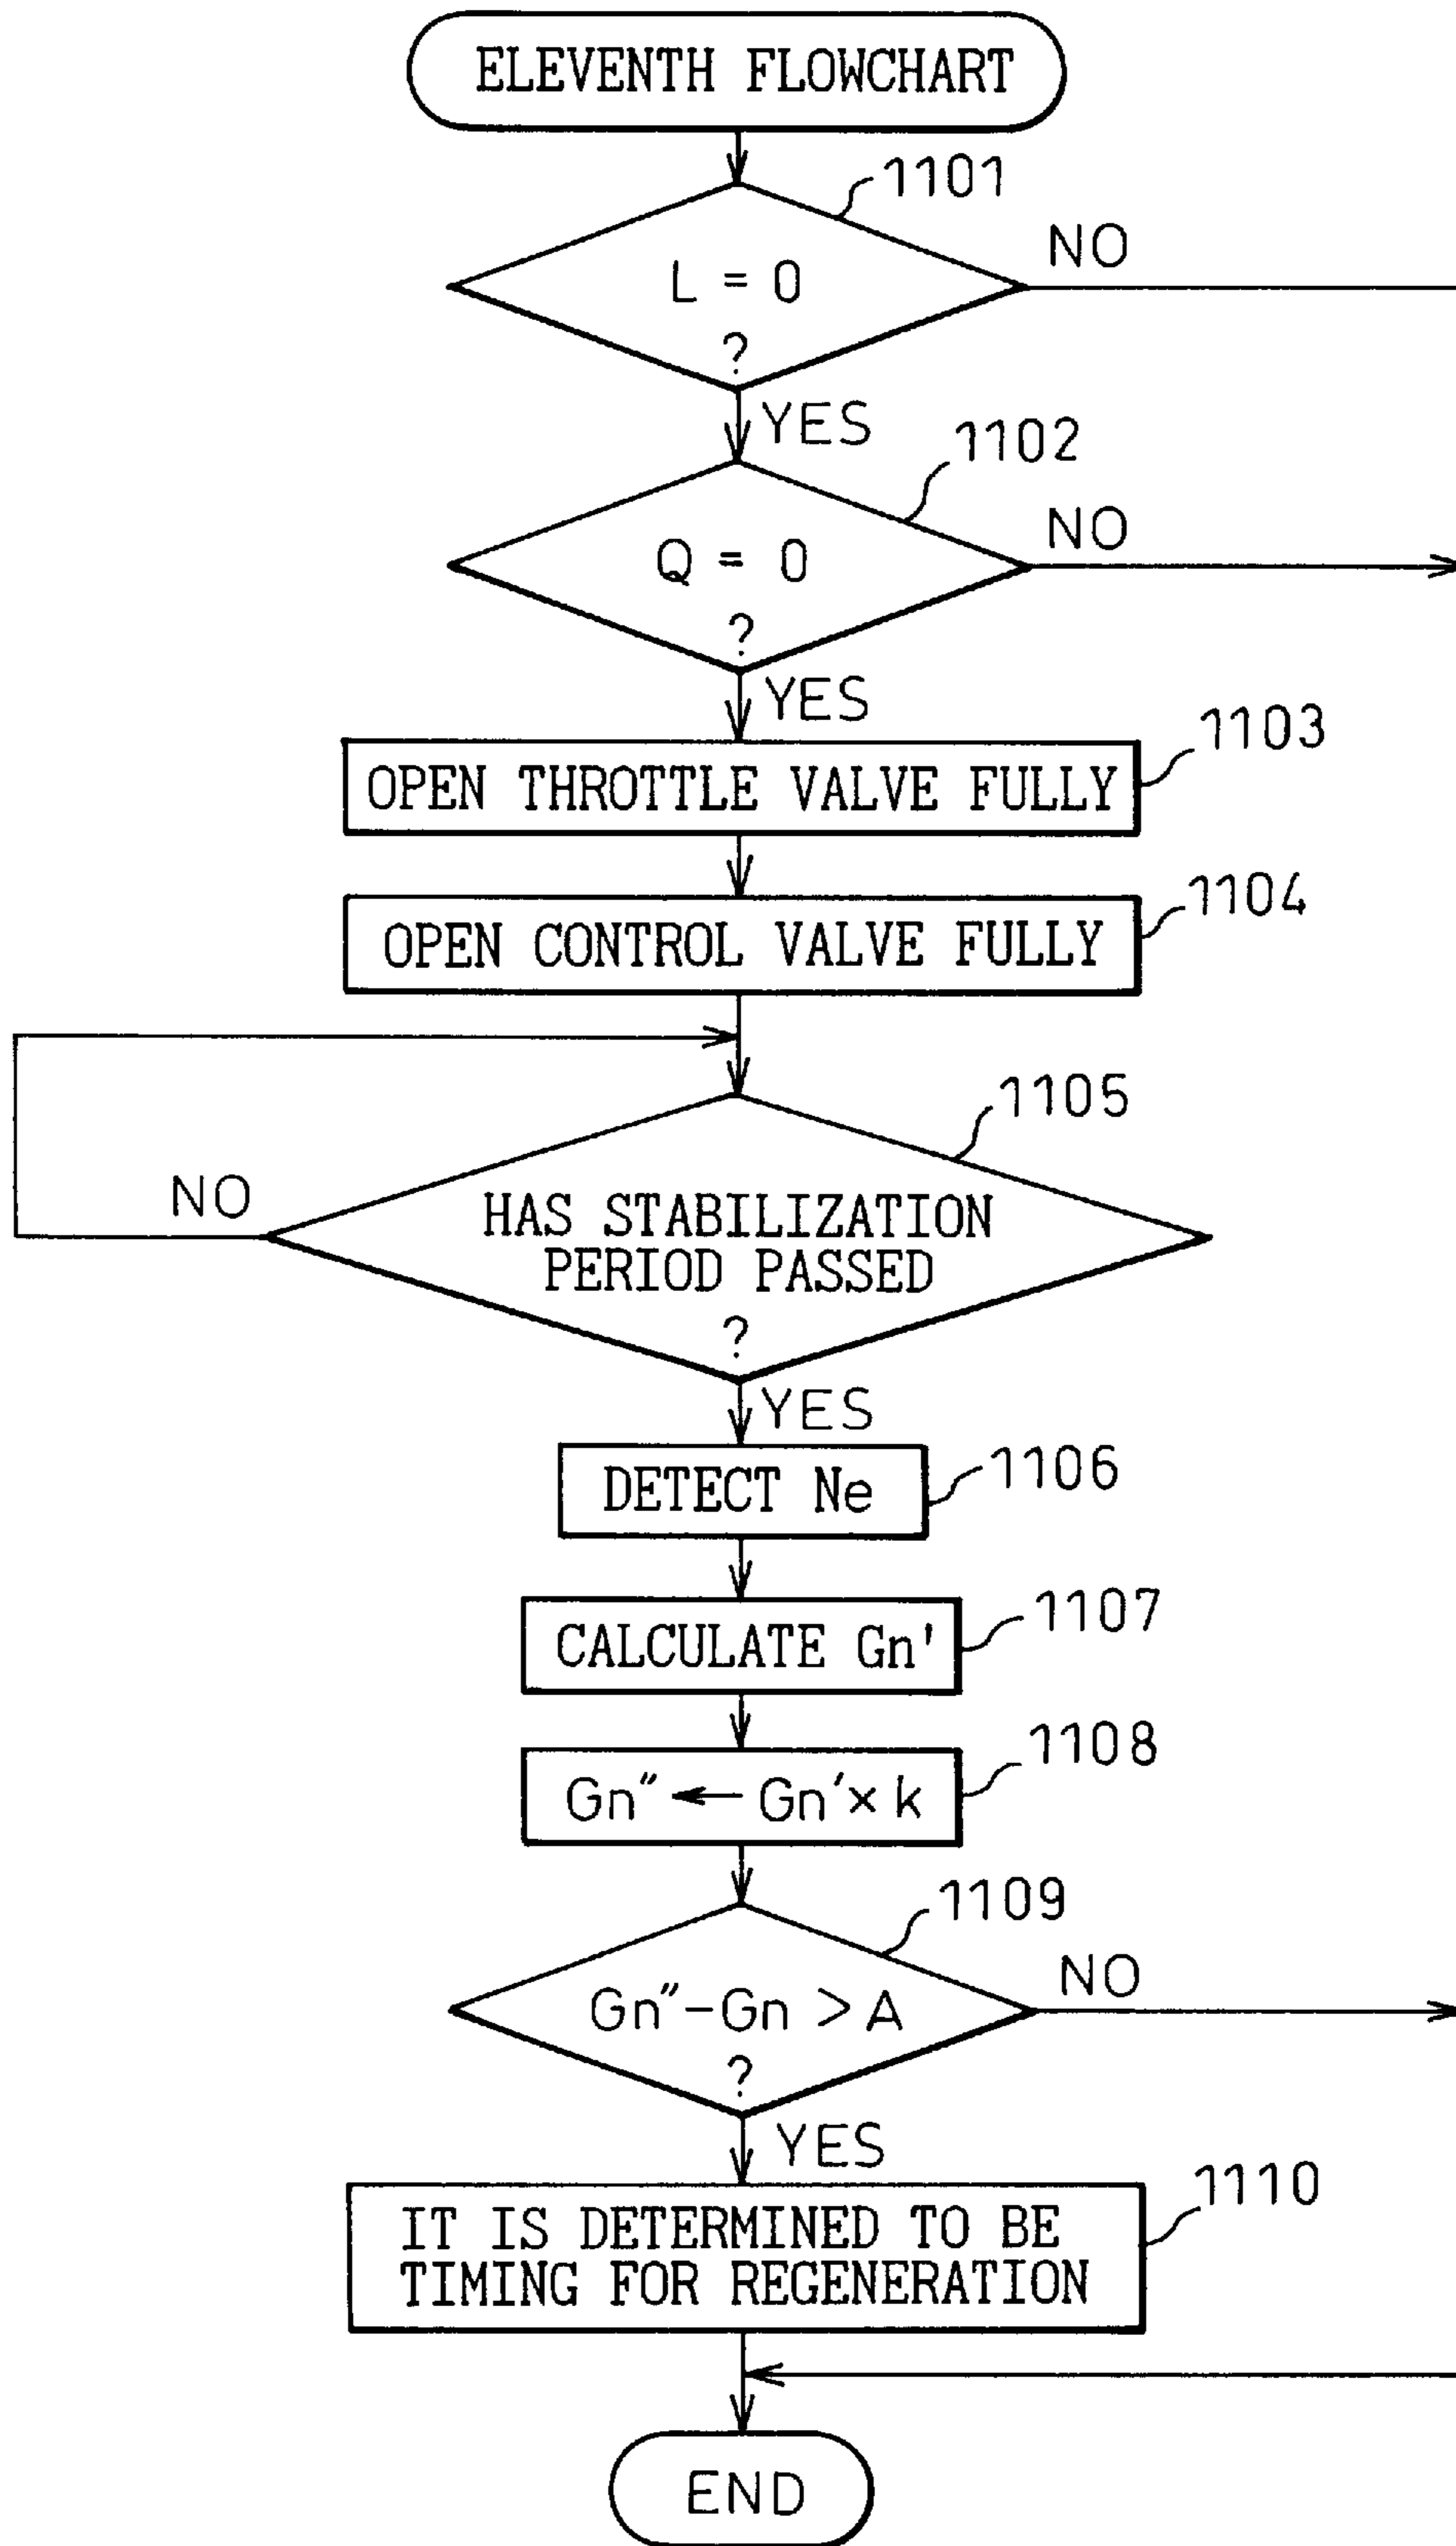 ELEVENTH FLOWCHART
1101
L = 0
?
NO
YES
1102
Q = 0
?
NO
YES
1103
OPEN THROTTLE VALVE FULLY
1104
OPEN CONTROL VALVE FULLY
1105
HAS STABILIZATION
PERIOD PASSED
?
NO
YES
1106
DETECT Ne
1107
CALCULATE Gn'
1108
Gn" ← Gn' × k
1109
Gn" - Gn > A
?
NO
YES
1110
IT IS DETERMINED TO BE
TIMING FOR REGENERATION
END